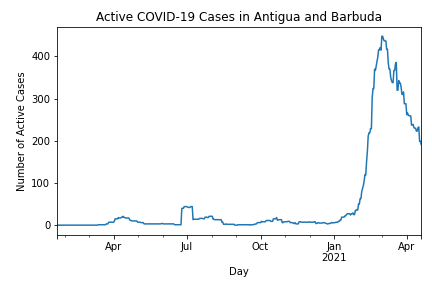 Active COVID-19 Cases in Antigua and Barbuda
Number of Active Cases
400
300
200
100
0
Apr
Jul
Oct
Jan
2021
Apr
Day